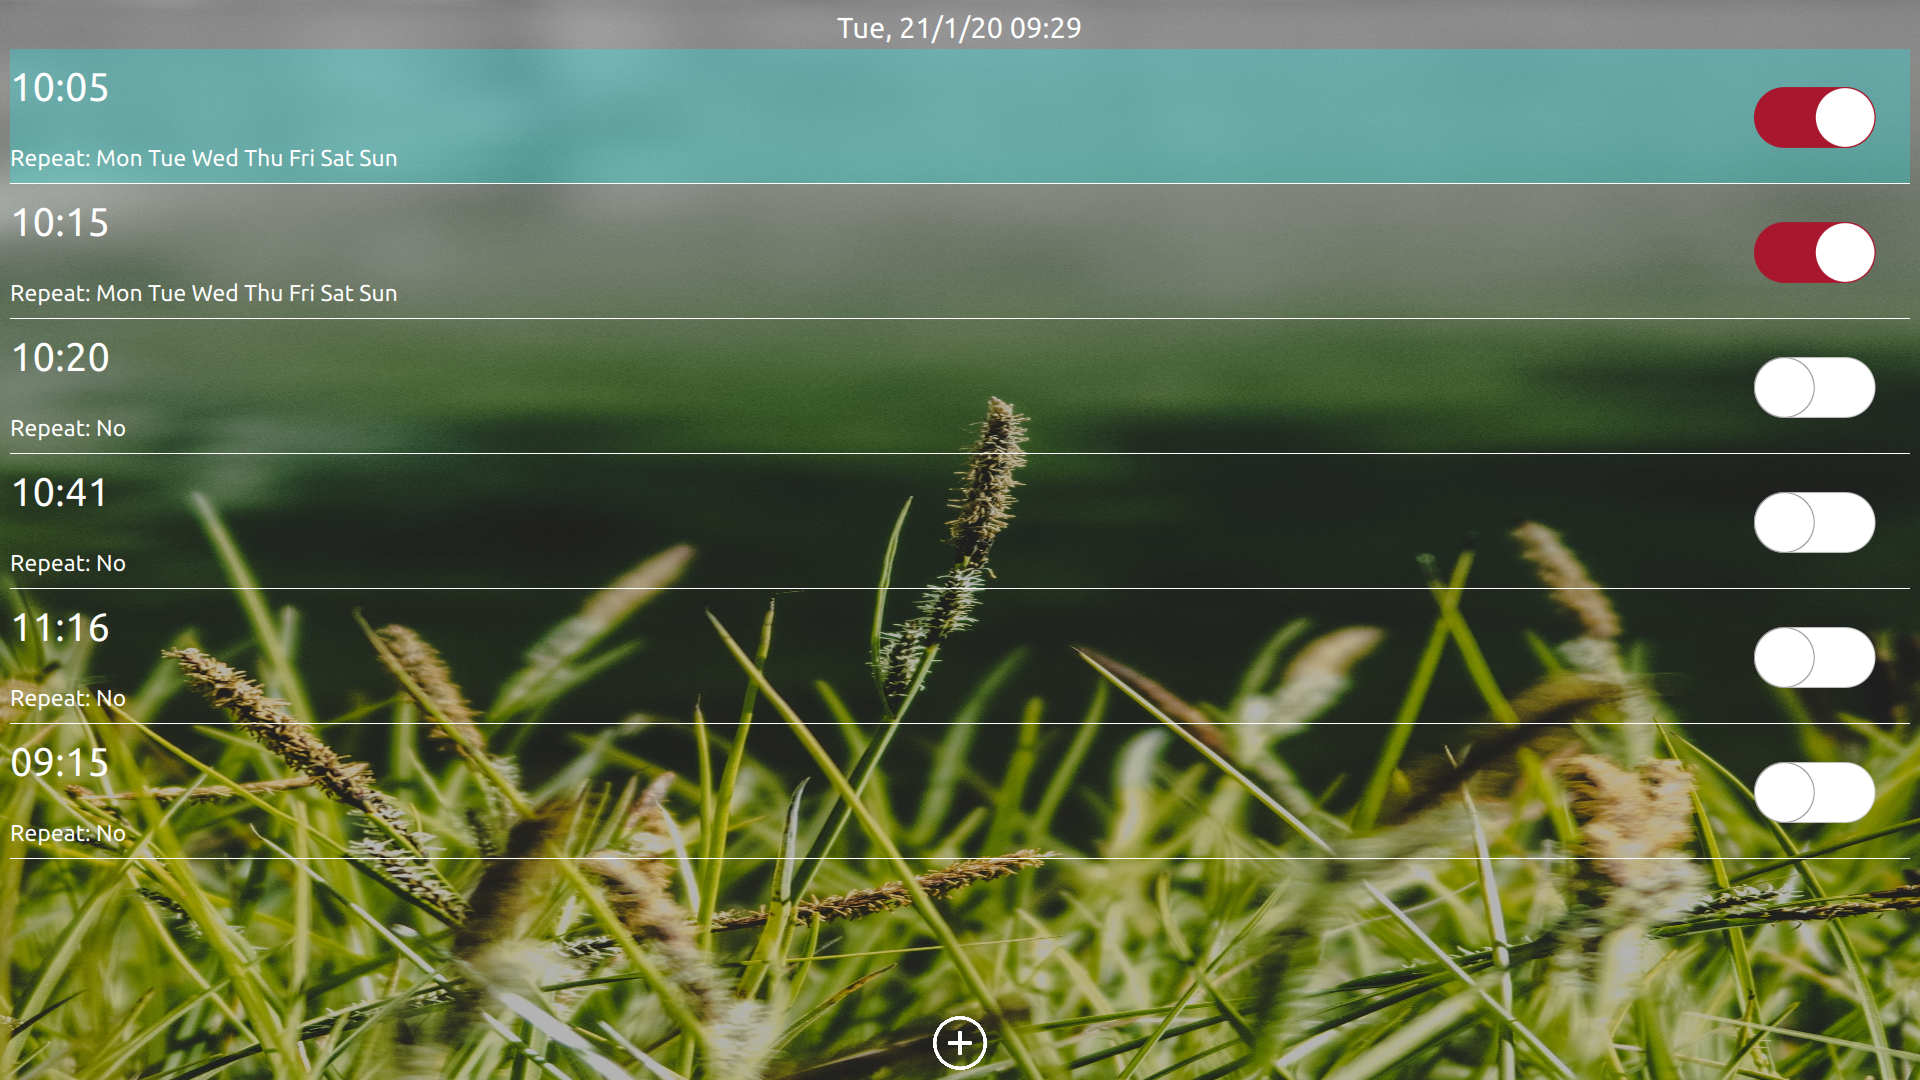 Tue, 21/1/20 09:29
10:05
Repeat: Mon Tue Wed Thu Fri Sat Sun
10:15
Repeat: Mon Tue Wed Thu Fri Sat Sun
10:20
Repeat: No
10:41
Repeat: No
11:16
Repeat: No
09:15
Repeat: No